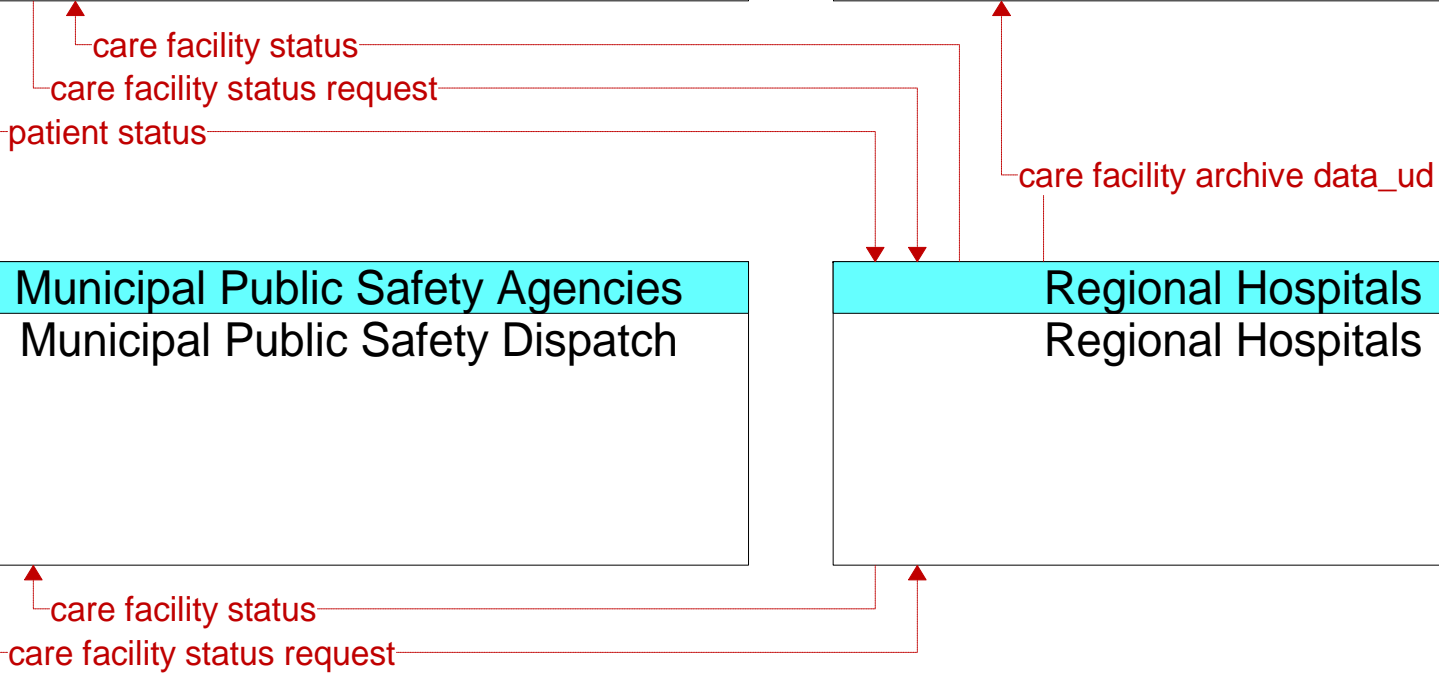 care facility status
care facility status request
patient status
care facility archive data_ud
Municipal Public Safety Agencies
Municipal Public Safety Dispatch
Regional Hospitals
Regional Hospitals
care facility status
care facility status request